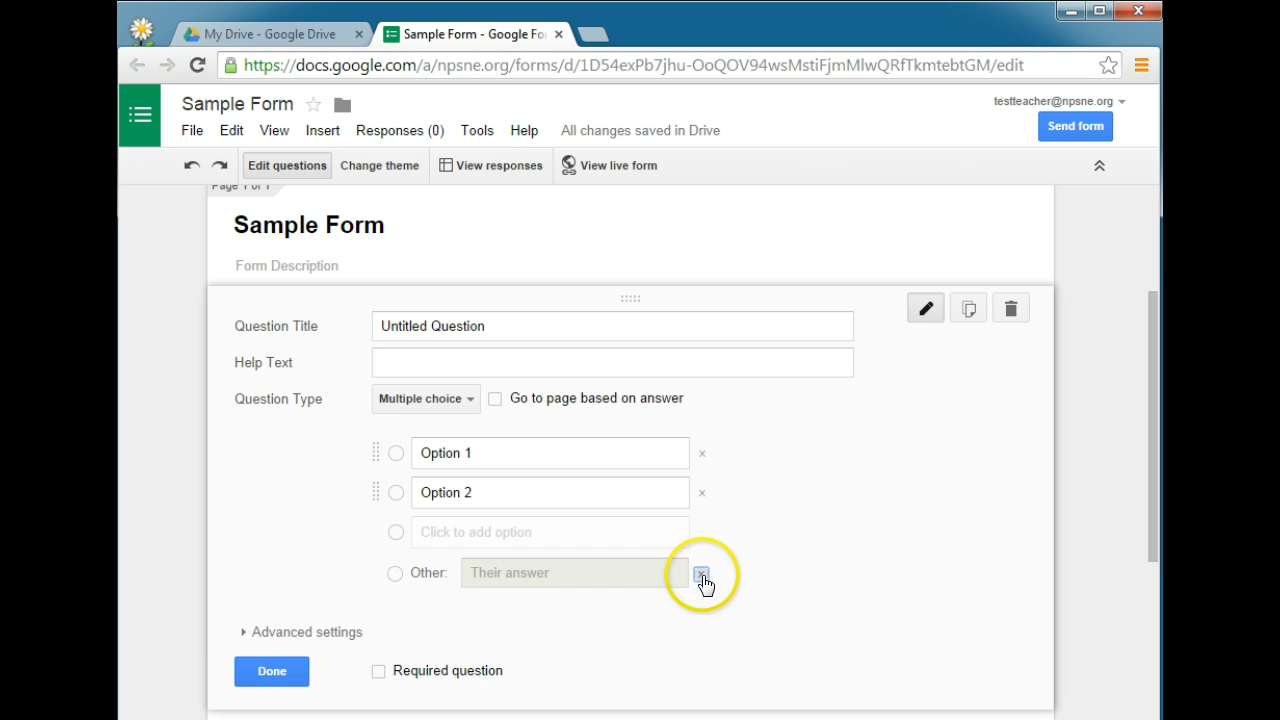 My Drive - Google Drive
Sample Form - Google Fo
https://docs.google.com/a/npsne.org/forms/d/1D54exPb7jhu-OoQOV94wsMstiFjmMlwQRfTkmtebtGM/edit
Sample Form
testteacher@npsne.org
File Edit View Insert Responses (0) Tools Help All changes saved in Drive
Send form
Edit questions Change theme View responses View live form
Page 1 of 1
Sample Form
Form Description
Question Title Untitled Question
Help Text
Question Type Multiple choice Go to page based on answer
Option 1
Option 2
Click to add option
Other: Their answer
Advanced settings
Done Required question